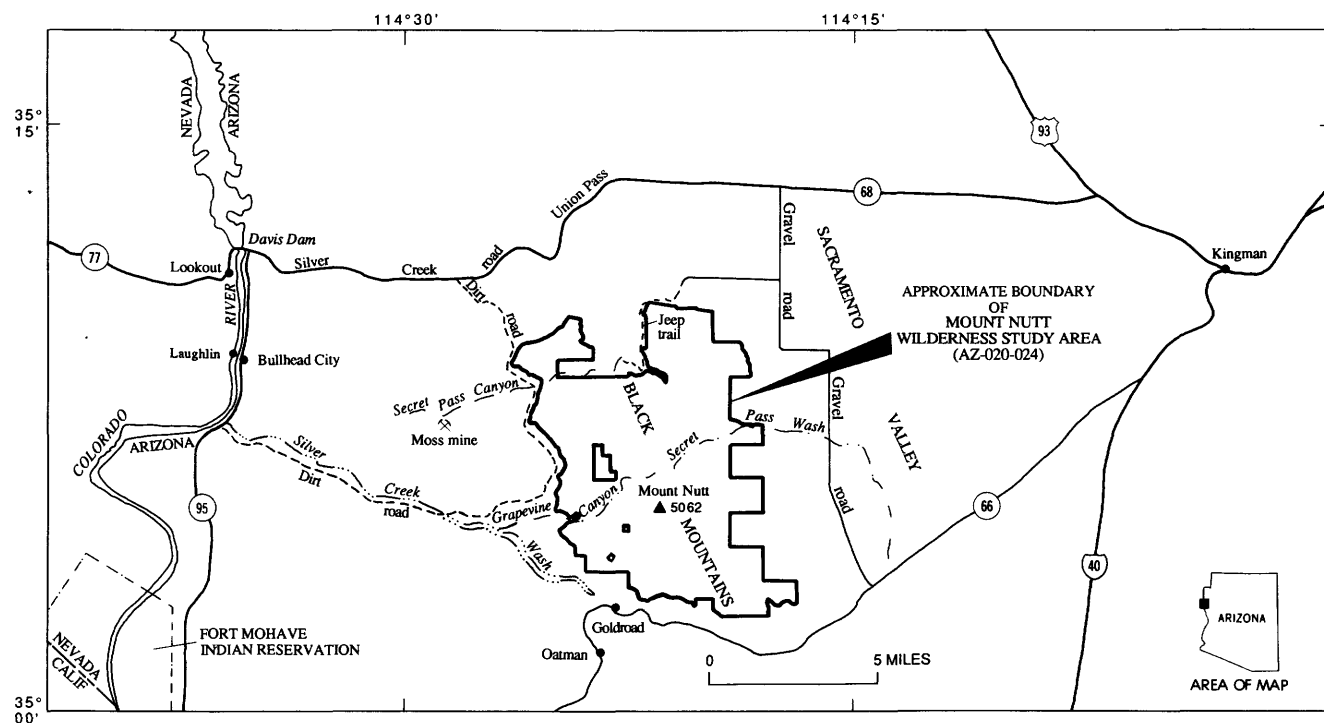 114°30'
114°15'
35°
15'
NEVADA
ARIZONA
93
Union Pass
68
Davis Dam
77
Lookout
Silver
Creek
road
Gravel
road
SACRAMENTO
Kingman
RIVER
Dirt
road
Jeep
trail
APPROXIMATE BOUNDARY
OF
MOUNT NUTT
WILDERNESS STUDY AREA
(AZ-020-024)
Laughlin
Bullhead City
Secret Pass Canyon
BLACK
Gravel
road
VALLEY
Moss mine
COLORADO
ARIZONA
Silver
Creek
Wash
Dirt
road
Secret
Pass
Wash
Grapevine
Canyon
Mount Nutt
5062
MOUNTAINS
95
66
40
Goldroad
Oatman
FORT MOHAVE
INDIAN RESERVATION
NEVADA
CALIF
0
5 MILES
ARIZONA
AREA OF MAP
35°
00'